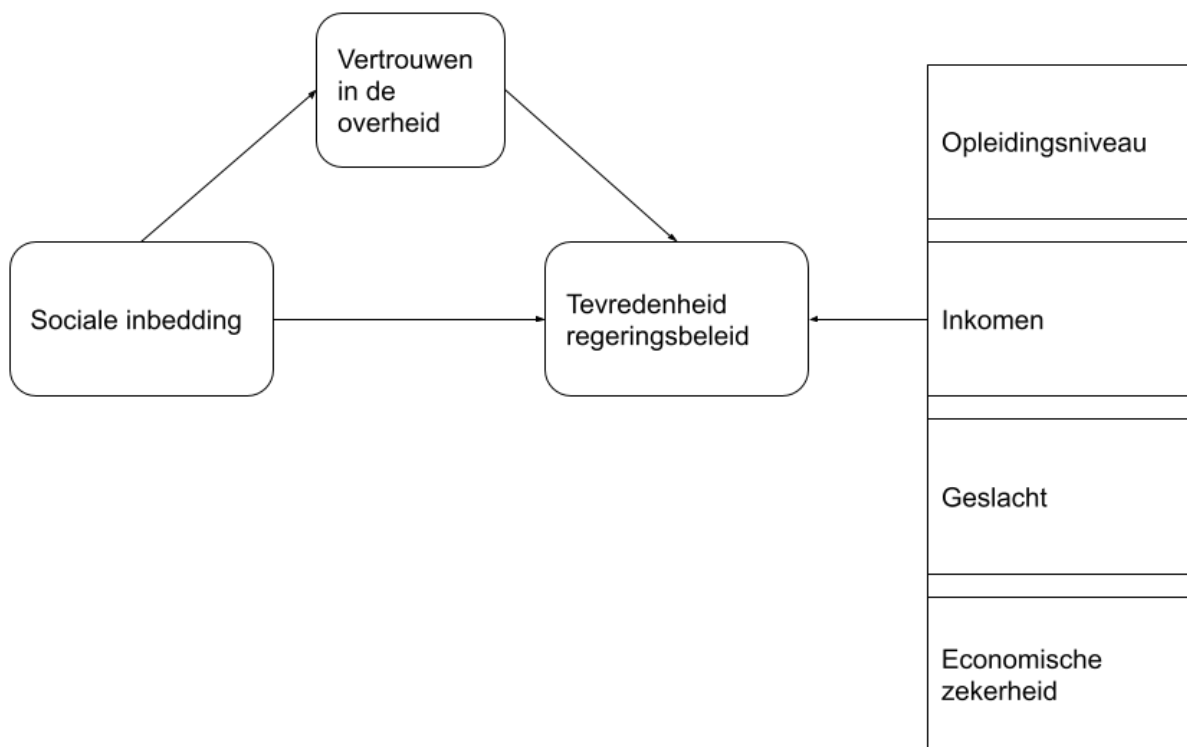 Vertrouwen
in de
overheid
Sociale inbedding
Tevredenheid
regeringsbeleid
Opleidingsniveau
Inkomen
Geslacht
Economische
zekerheid